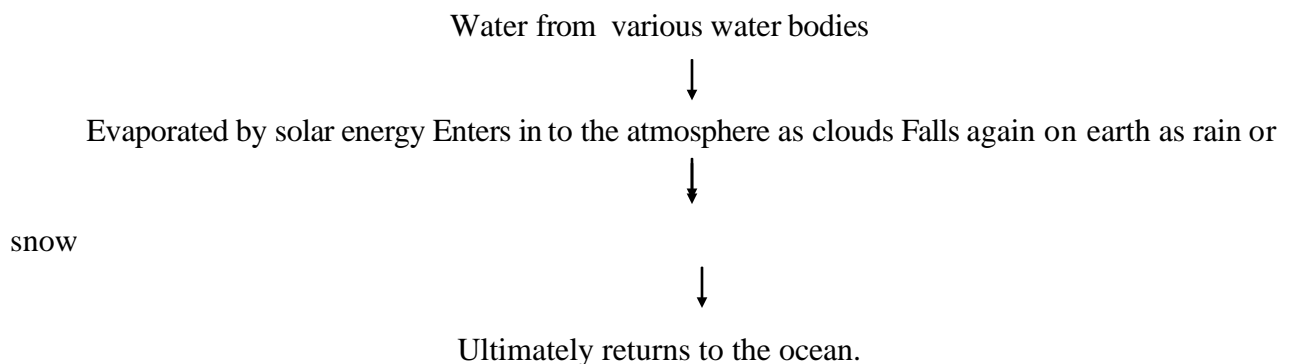 Water from various water bodies
Evaporated by solar energy Enters in to the atmosphere as clouds Falls again on earth as rain or
snow
Ultimately returns to the ocean.